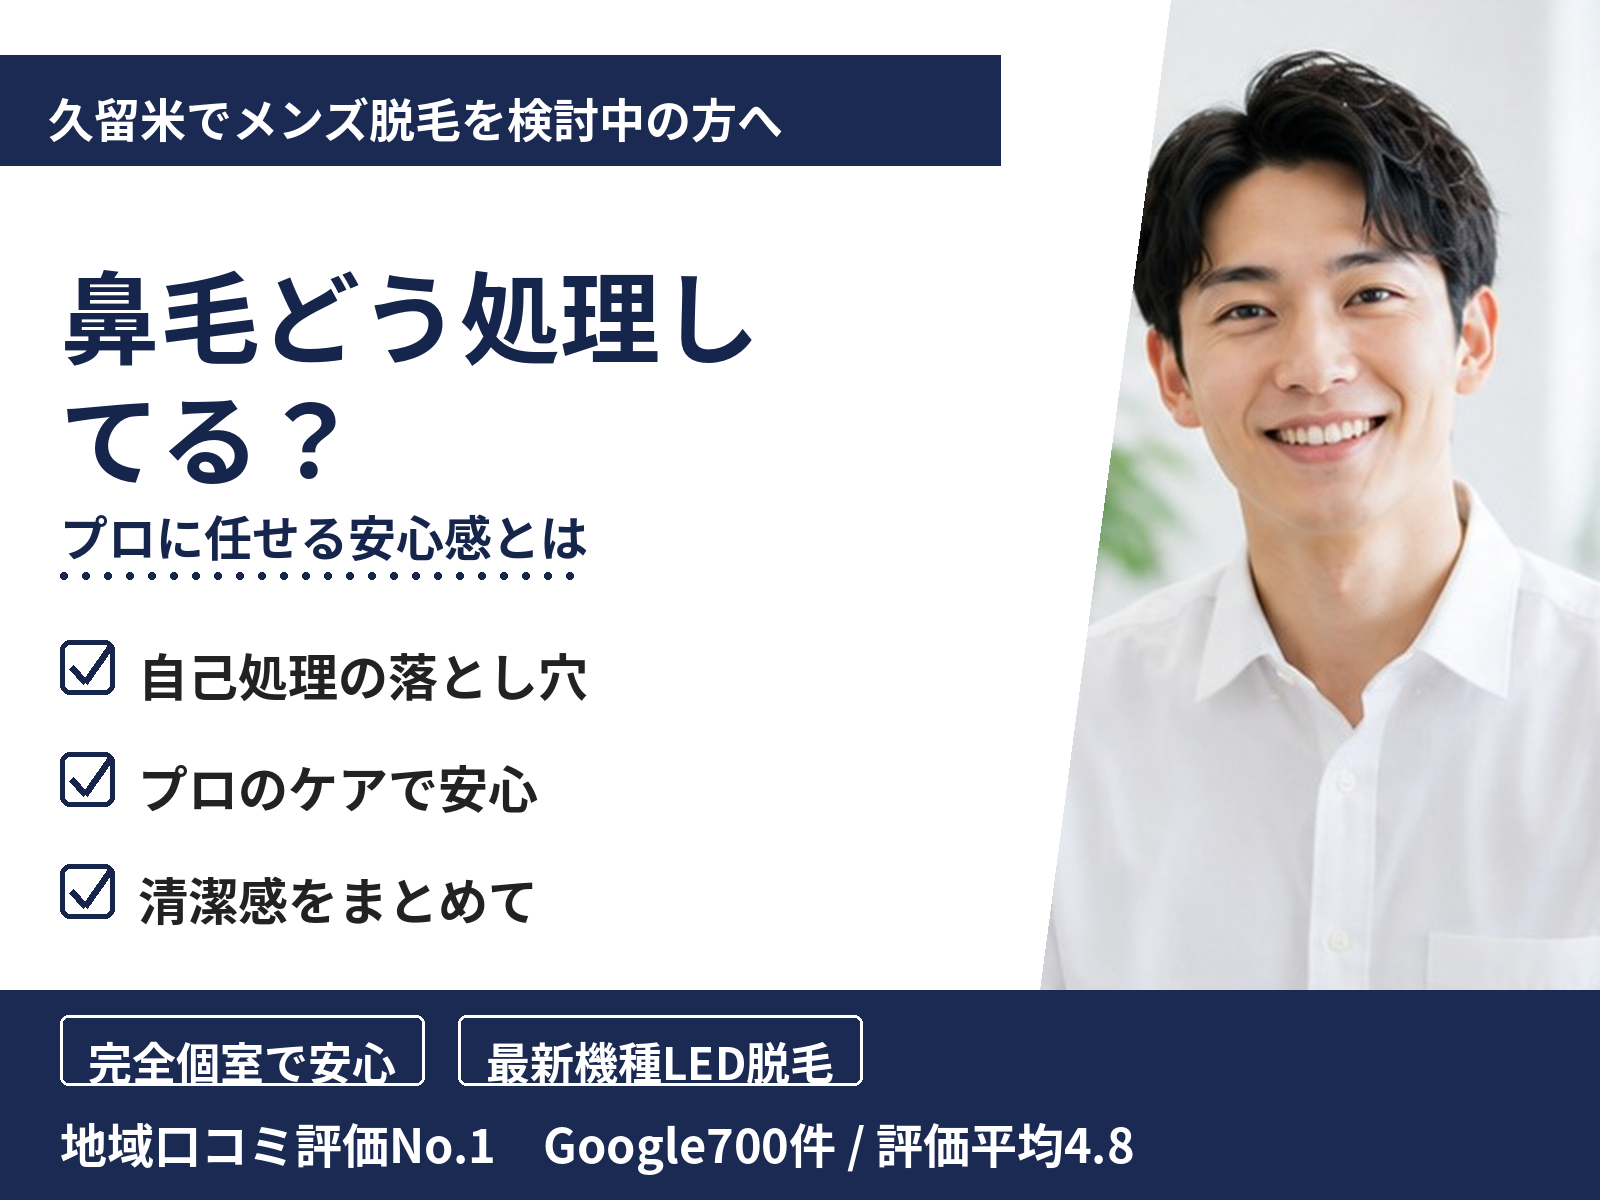 久留米でメンズ脱毛を検討中の方へ
鼻毛どう処理し
てる？
プロに任せる安心感とは
自己処理の落とし穴
プロのケアで安心
清潔感をまとめて
完全個室で安心 最新機種LED脱毛
地域口コミ評価No.1 Google700件 / 評価平均4.8